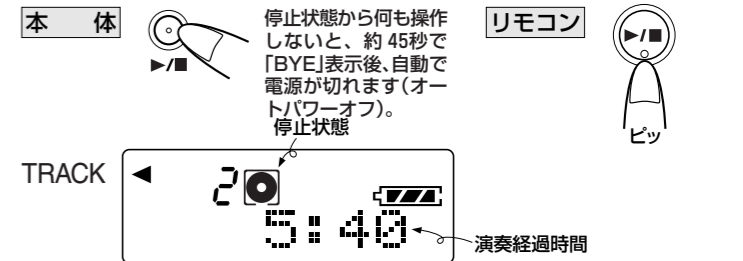 本　体
▶/■
停止状態から何も操作
しないと、約45秒で
「BYE」表示後、自動で
電源が切れます(オー
トパワーオフ)。
リモコン
▶/■
ピッ
停止状態
TRACK
2
5:40
演奏経過時間